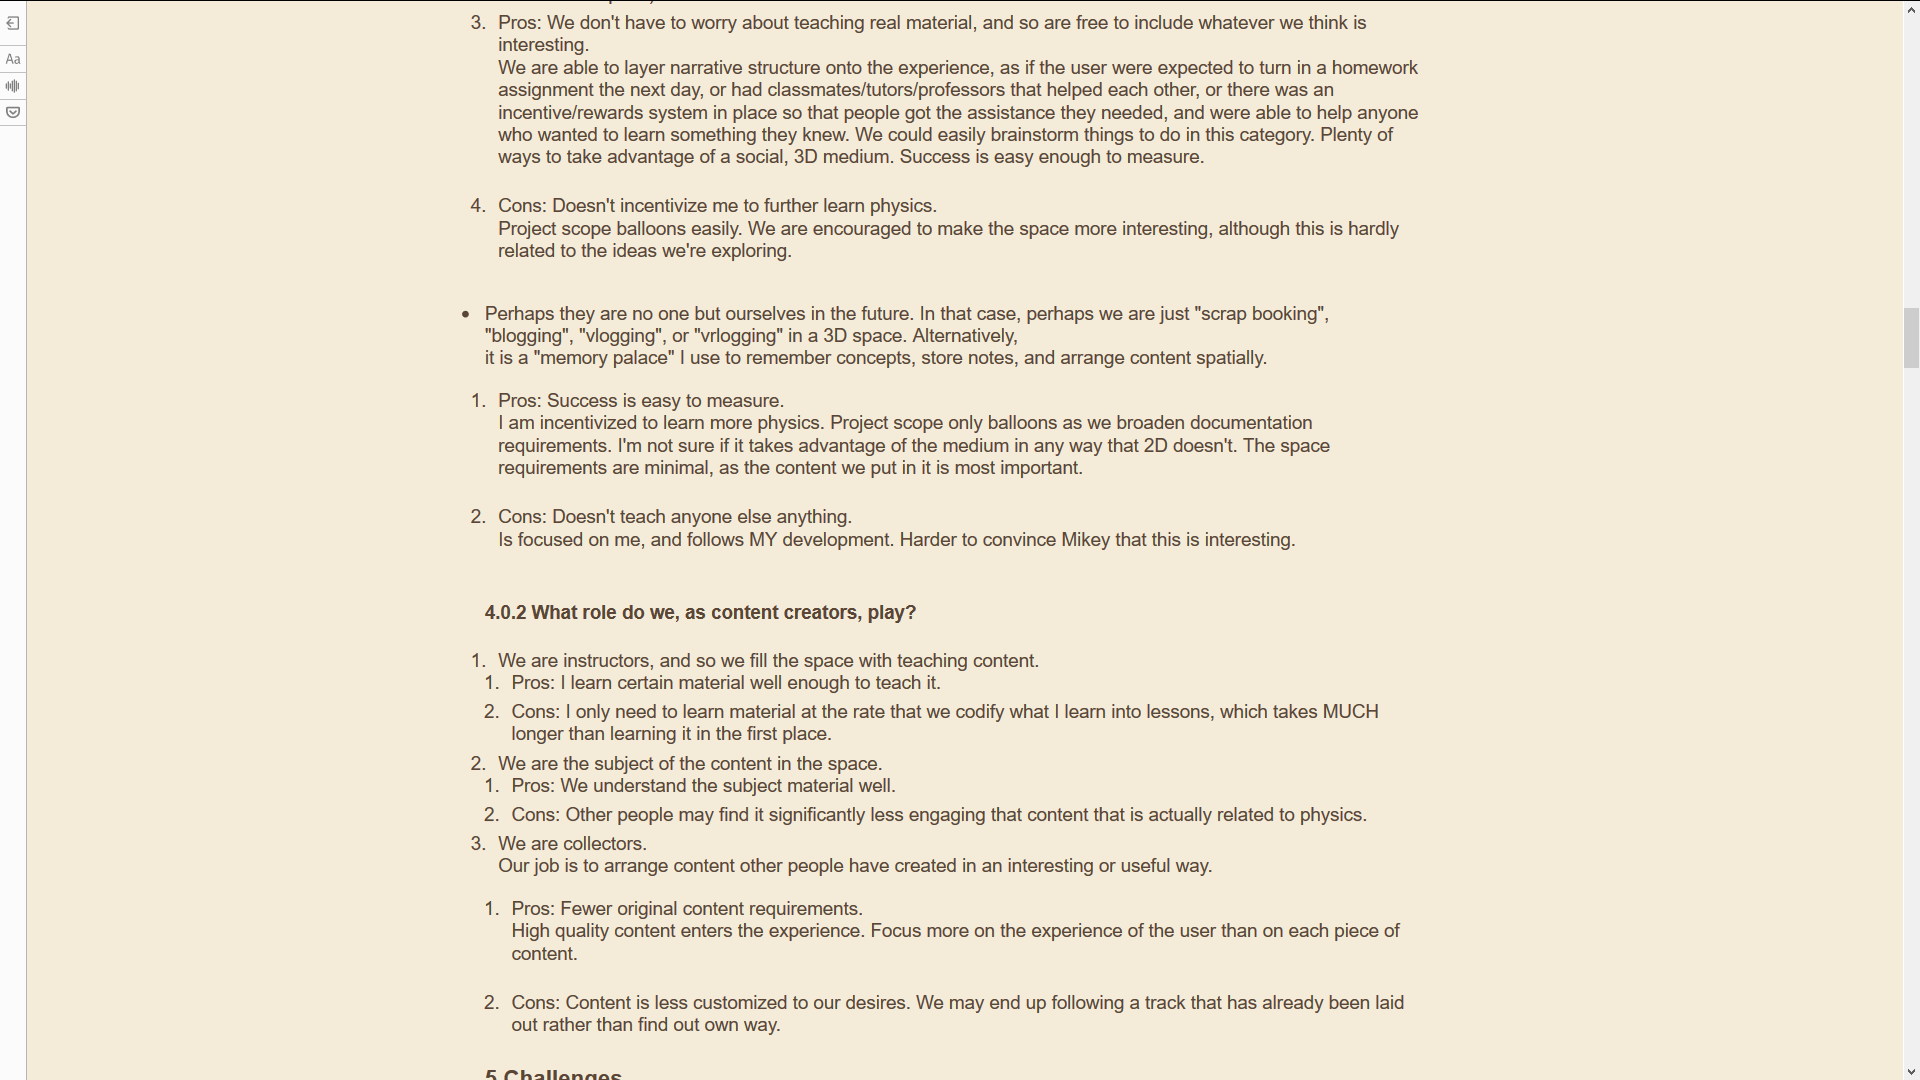 3. Pros: We don't have to worry about teaching real material, and so are free to include whatever we think is
interesting.
We are able to layer narrative structure onto the experience, as if the user were expected to turn in a homework
assignment the next day, or had classmates/tutors/professors that helped each other, or there was an
incentive/rewards system in place so that people got the assistance they needed, and were able to help anyone
who wanted to learn something they knew. We could easily brainstorm things to do in this category. Plenty of
ways to take advantage of a social, 3D medium. Success is easy enough to measure.
4. Cons: Doesn't incentivize me to further learn physics.
Project scope balloons easily. We are encouraged to make the space more interesting, although this is hardly
related to the ideas we're exploring.
• Perhaps they are no one but ourselves in the future. In that case, perhaps we are just "scrap booking",
"blogging", "vlogging", or "vrlogging" in a 3D space. Alternatively,
it is a "memory palace" I use to remember concepts, store notes, and arrange content spatially.
1. Pros: Success is easy to measure.
I am incentivized to learn more physics. Project scope only balloons as we broaden documentation
requirements. I'm not sure if it takes advantage of the medium in any way that 2D doesn't. The space
requirements are minimal, as the content we put in it is most important.
2. Cons: Doesn't teach anyone else anything.
Is focused on me, and follows MY development. Harder to convince Mikey that this is interesting.
4.0.2 What role do we, as content creators, play?
1. We are instructors, and so we fill the space with teaching content.
1. Pros: I learn certain material well enough to teach it.
2. Cons: I only need to learn material at the rate that we codify what I learn into lessons, which takes MUCH
longer than learning it in the first place.
2. We are the subject of the content in the space.
1. Pros: We understand the subject material well.
2. Cons: Other people may find it significantly less engaging that content that is actually related to physics.
3. We are collectors.
Our job is to arrange content other people have created in an interesting or useful way.
1. Pros: Fewer original content requirements.
High quality content enters the experience. Focus more on the experience of the user than on each piece of
content.
2. Cons: Content is less customized to our desires. We may end up following a track that has already been laid
out rather than find out own way.
5 Challenges
Aa